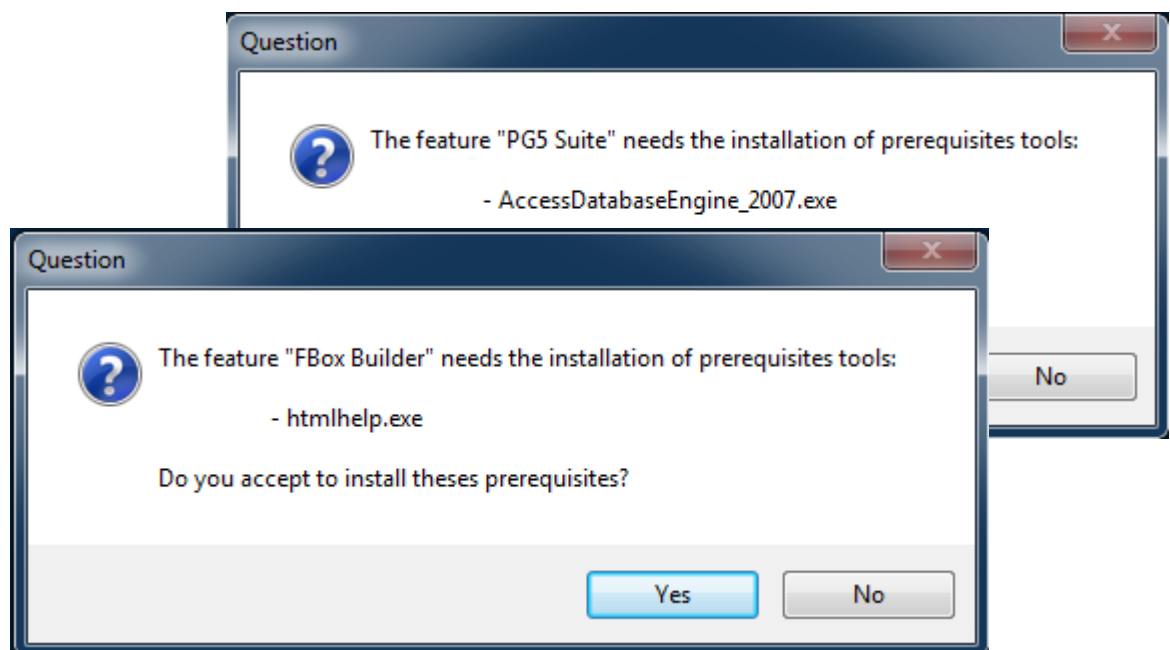 Question
The feature "PG5 Suite" needs the installation of prerequisites tools:
- AccessDatabaseEngine_2007.exe
No
Question
The feature "FBox Builder" needs the installation of prerequisites tools:
- htmlhelp.exe
Do you accept to install theses prerequisites?
Yes No